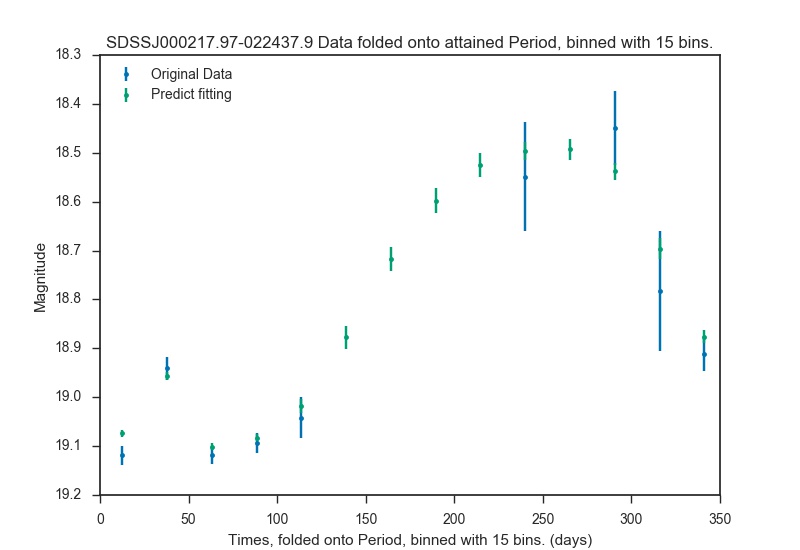 SDSSJ000217.97-022437.9 Data folded onto attained Period, binned with 15 bins.
Original Data
Predict fitting
18.3
18.4
18.5
18.6
18.7
18.8
18.9
19.0
19.1
19.2
Magnitude
0 50 100 150 200 250 300 350
Times, folded onto Period, binned with 15 bins. (days)